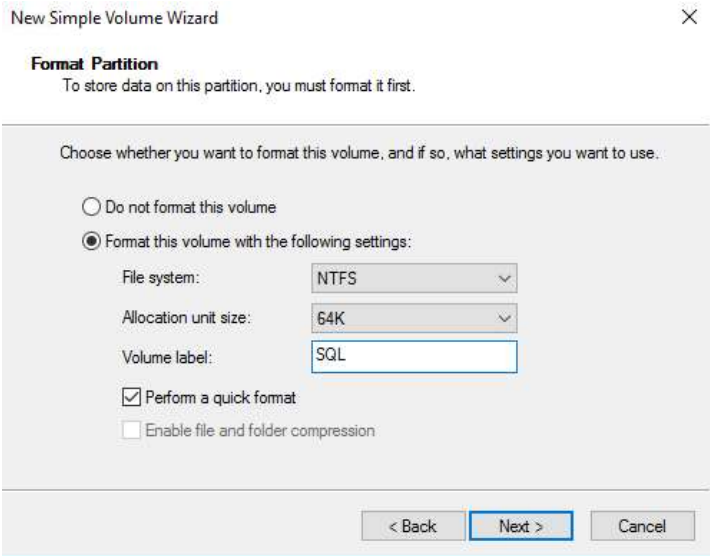 New Simple Volume Wizard
Format Partition
To store data on this partition, you must format it first.
Choose whether you want to format this volume, and if so, what settings you want to use.
Do not format this volume
Format this volume with the following settings:
File system: NTFS
Allocation unit size: 64K
Volume label: SQL
Perform a quick format
Enable file and folder compression
< Back Next > Cancel